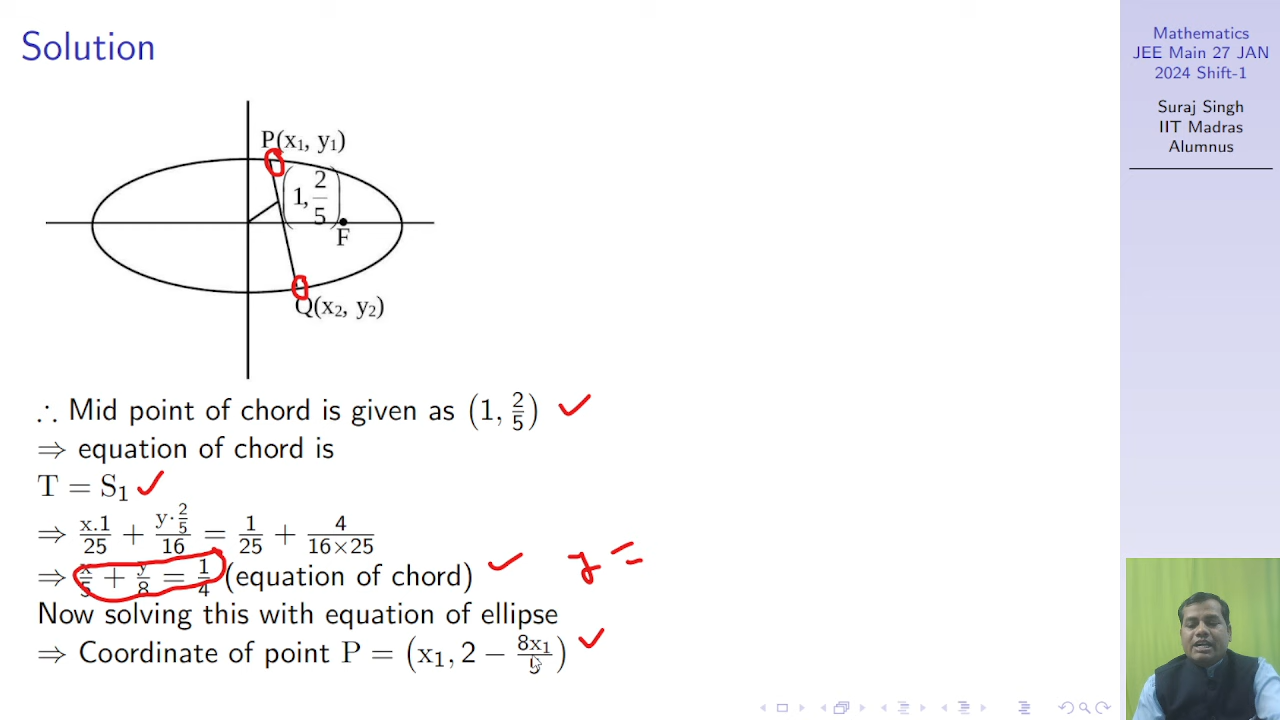 Solution
P(x₁, y₁)
(1, 2/5)
F
Q(x₂, y₂)
∴ Mid point of chord is given as (1, 2/5) ✓
⇒ equation of chord is
T = S₁ ✓
⇒ x.1/25 + y·2/5/16 = 1/25 + 4/16×25
⇒ x/5 + y/8 = 1/4 (equation of chord) ✓ y =
Now solving this with equation of ellipse
⇒ Coordinate of point P = (x₁, 2 − 8x₁/5) ✓
Mathematics
JEE Main 27 JAN
2024 Shift-1
Suraj Singh
IIT Madras
Alumnus